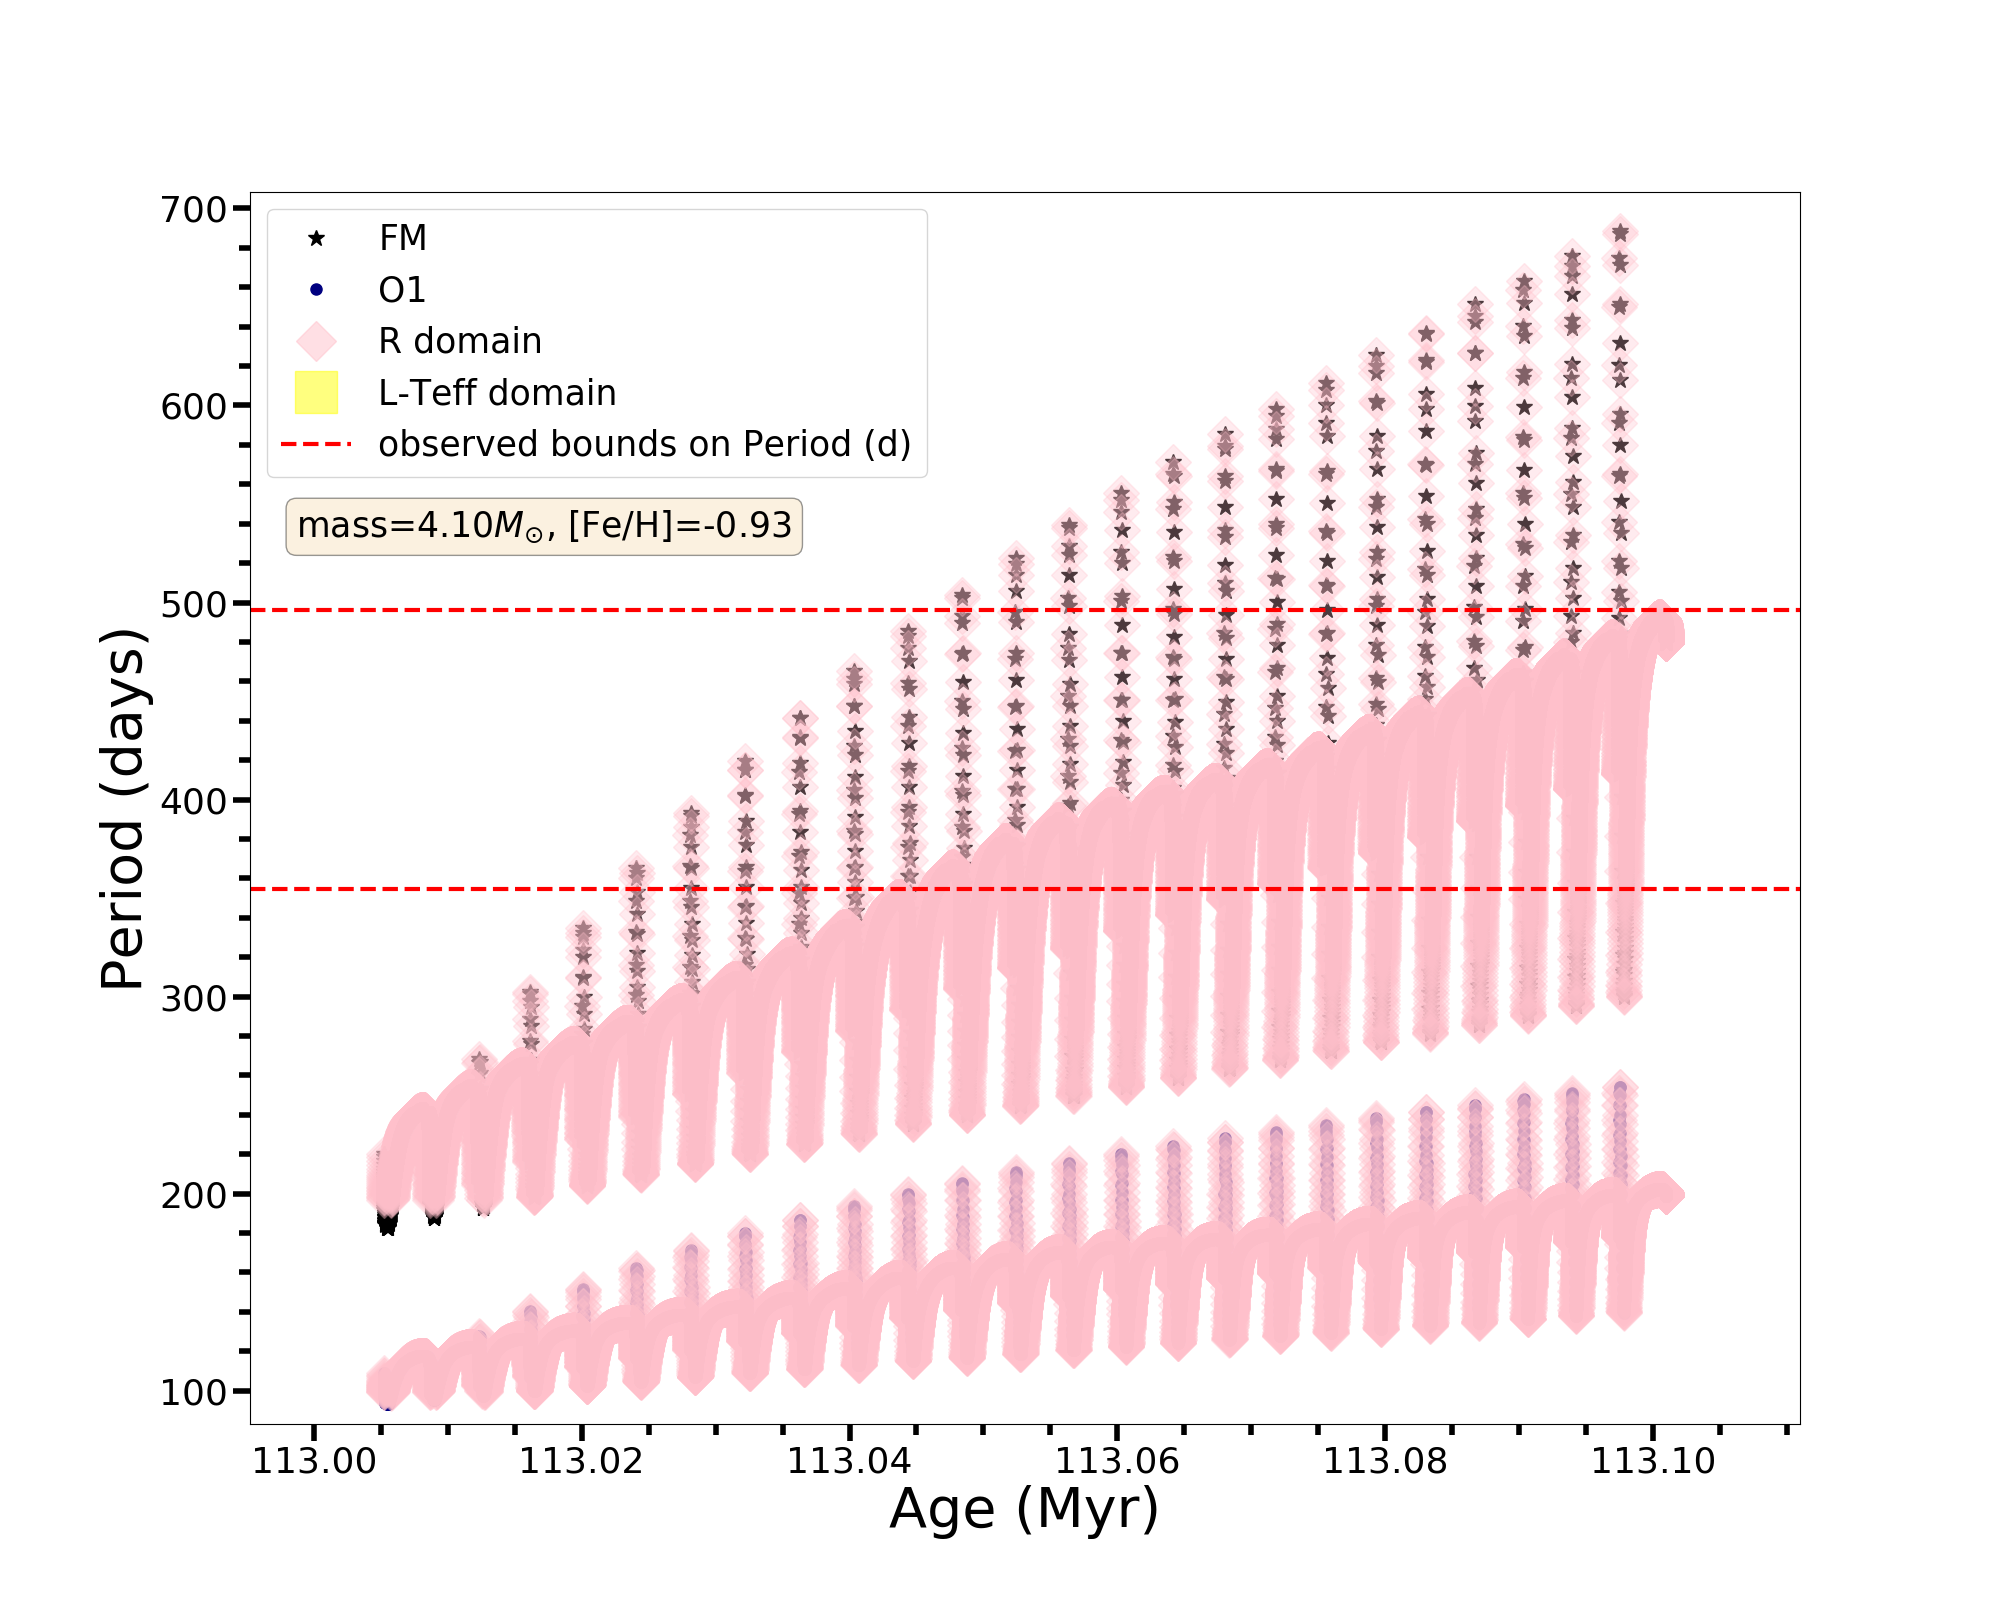 FM
O1
R domain
L-Teff domain
observed bounds on Period (d)
mass=4.10M⊙, [Fe/H]=-0.93
700
600
500
400
300
200
100
Period (days)
113.00 113.02 113.04 113.06 113.08 113.10
Age (Myr)